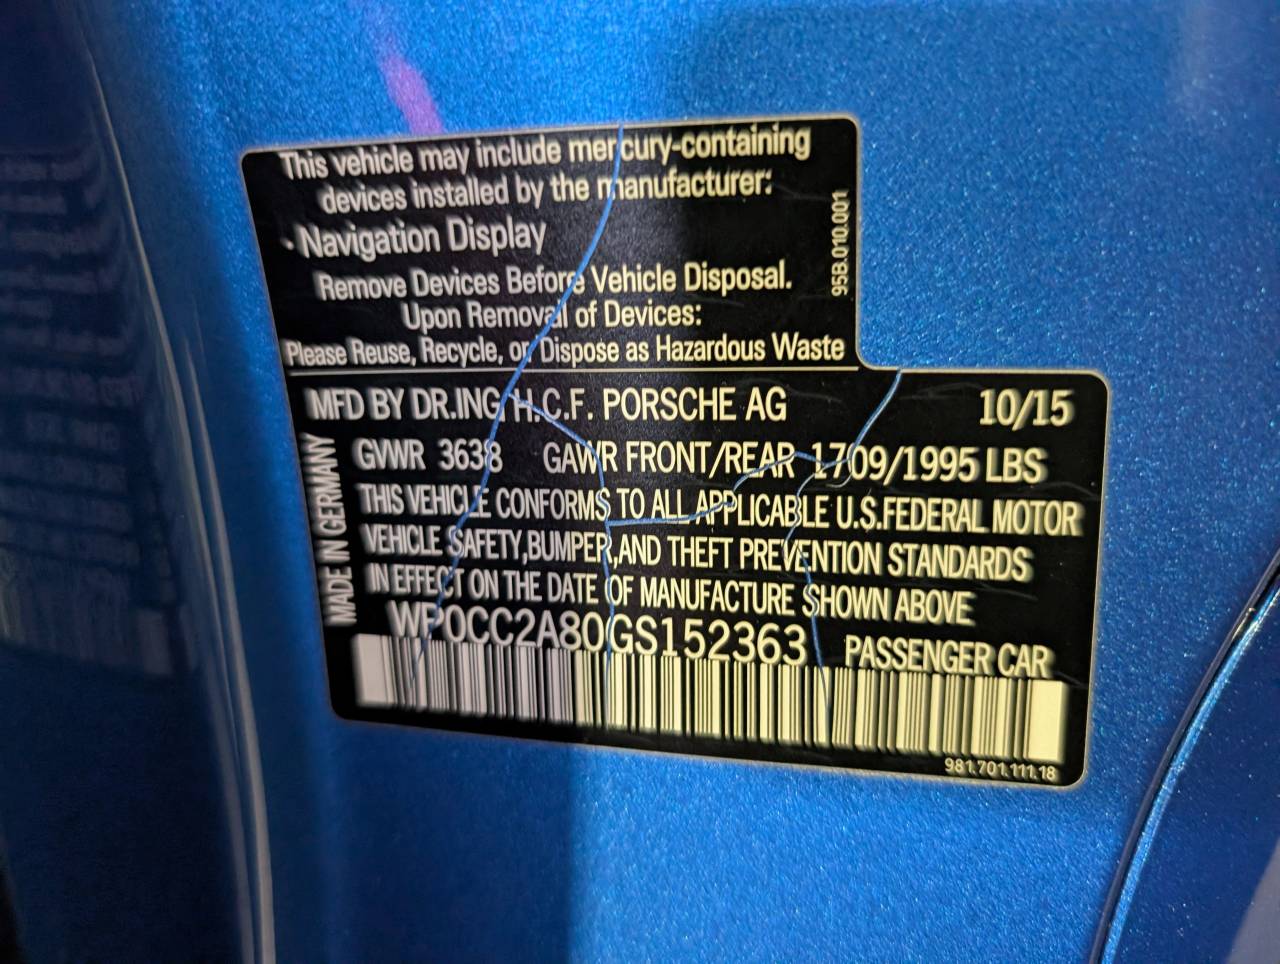 This vehicle may include mercury-containing
devices installed by the manufacturer:
• Navigation Display
Remove Devices Before Vehicle Disposal.
Upon Removal of Devices:
Please Reuse, Recycle, or Dispose as Hazardous Waste
95B.010.001
MFD BY DR.ING. H.C.F. PORSCHE AG 10/15
GVWR 3638 GAWR FRONT/REAR 1709/1995 LBS
THIS VEHICLE CONFORMS TO ALL APPLICABLE U.S.FEDERAL MOTOR
VEHICLE SAFETY,BUMPER,AND THEFT PREVENTION STANDARDS
IN EFFECT ON THE DATE OF MANUFACTURE SHOWN ABOVE
WP0CC2A80GS152363 PASSENGER CAR
MADE IN GERMANY
981.701.111.18